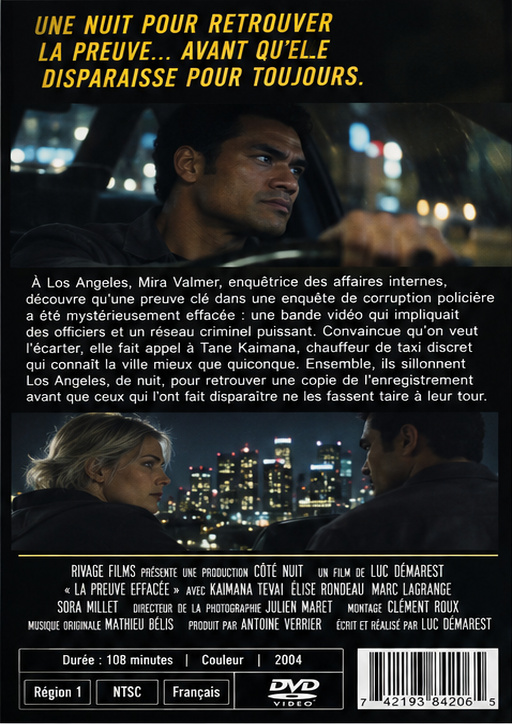 UNE NUIT POUR RETROUVER
LA PREUVE... AVANT QU'ELLE
DISPARAISSE POUR TOUJOURS.
À Los Angeles, Mira Valmer, enquêtrice des affaires internes,
découvre qu'une preuve clé dans une enquête de corruption policière
a été mystérieusement effacée : une bande vidéo qui impliquait
des officiers et un réseau criminel puissant. Convaincue qu'on veut
l'écarter, elle fait appel à Tane Kaimana, chauffeur de taxi discret
qui connaît la ville mieux que quiconque. Ensemble, ils sillonnent
Los Angeles, de nuit, pour retrouver une copie de l'enregistrement
avant que ceux qui l'ont fait disparaître ne les fassent taire à leur tour.
RIVAGE FILMS PRÉSENTE UNE PRODUCTION CÔTÉ NUIT UN FILM DE LUC DÉMAREST
« LA PREUVE EFFACÉE » AVEC KAIMANA TEVAI ÉLISE RONDEAU MARC LAGRANGE
SORA MILLET DIRECTEUR DE LA PHOTOGRAPHIE JULIEN MARET MONTAGE CLÉMENT ROUX
MUSIQUE ORIGINALE MATHIEU BÉLIS PRODUIT PAR ANTOINE VERRIER ÉCRIT ET RÉALISÉ PAR LUC DÉMAREST
Durée : 108 minutes | Couleur | 2004
Région 1 NTSC Français
DVD
VIDEO
7 42193 84206 5